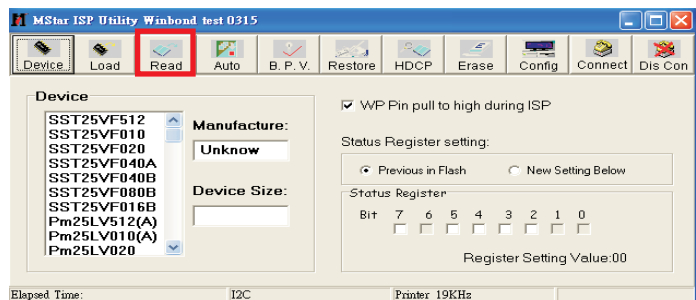 MStar ISP Utility Winbond test 0315
Device Load Read Auto B. P. V. Restore HDCP Erase Config Connect Dis Con
Device
SST25VF512
SST25VF010
SST25VF020
SST25VF040A
SST25VF040B
SST25VF080B
SST25VF016B
Pm25LV512(A)
Pm25LV010(A)
Pm25LV020
Manufacture:
Unknow
Device Size:
WP Pin pull to high during ISP
Status Register setting:
Previous in Flash New Setting Below
Status Register
Bit 7 6 5 4 3 2 1 0
Register Setting Value:00
Elapsed Time: I2C Printer 19KHz